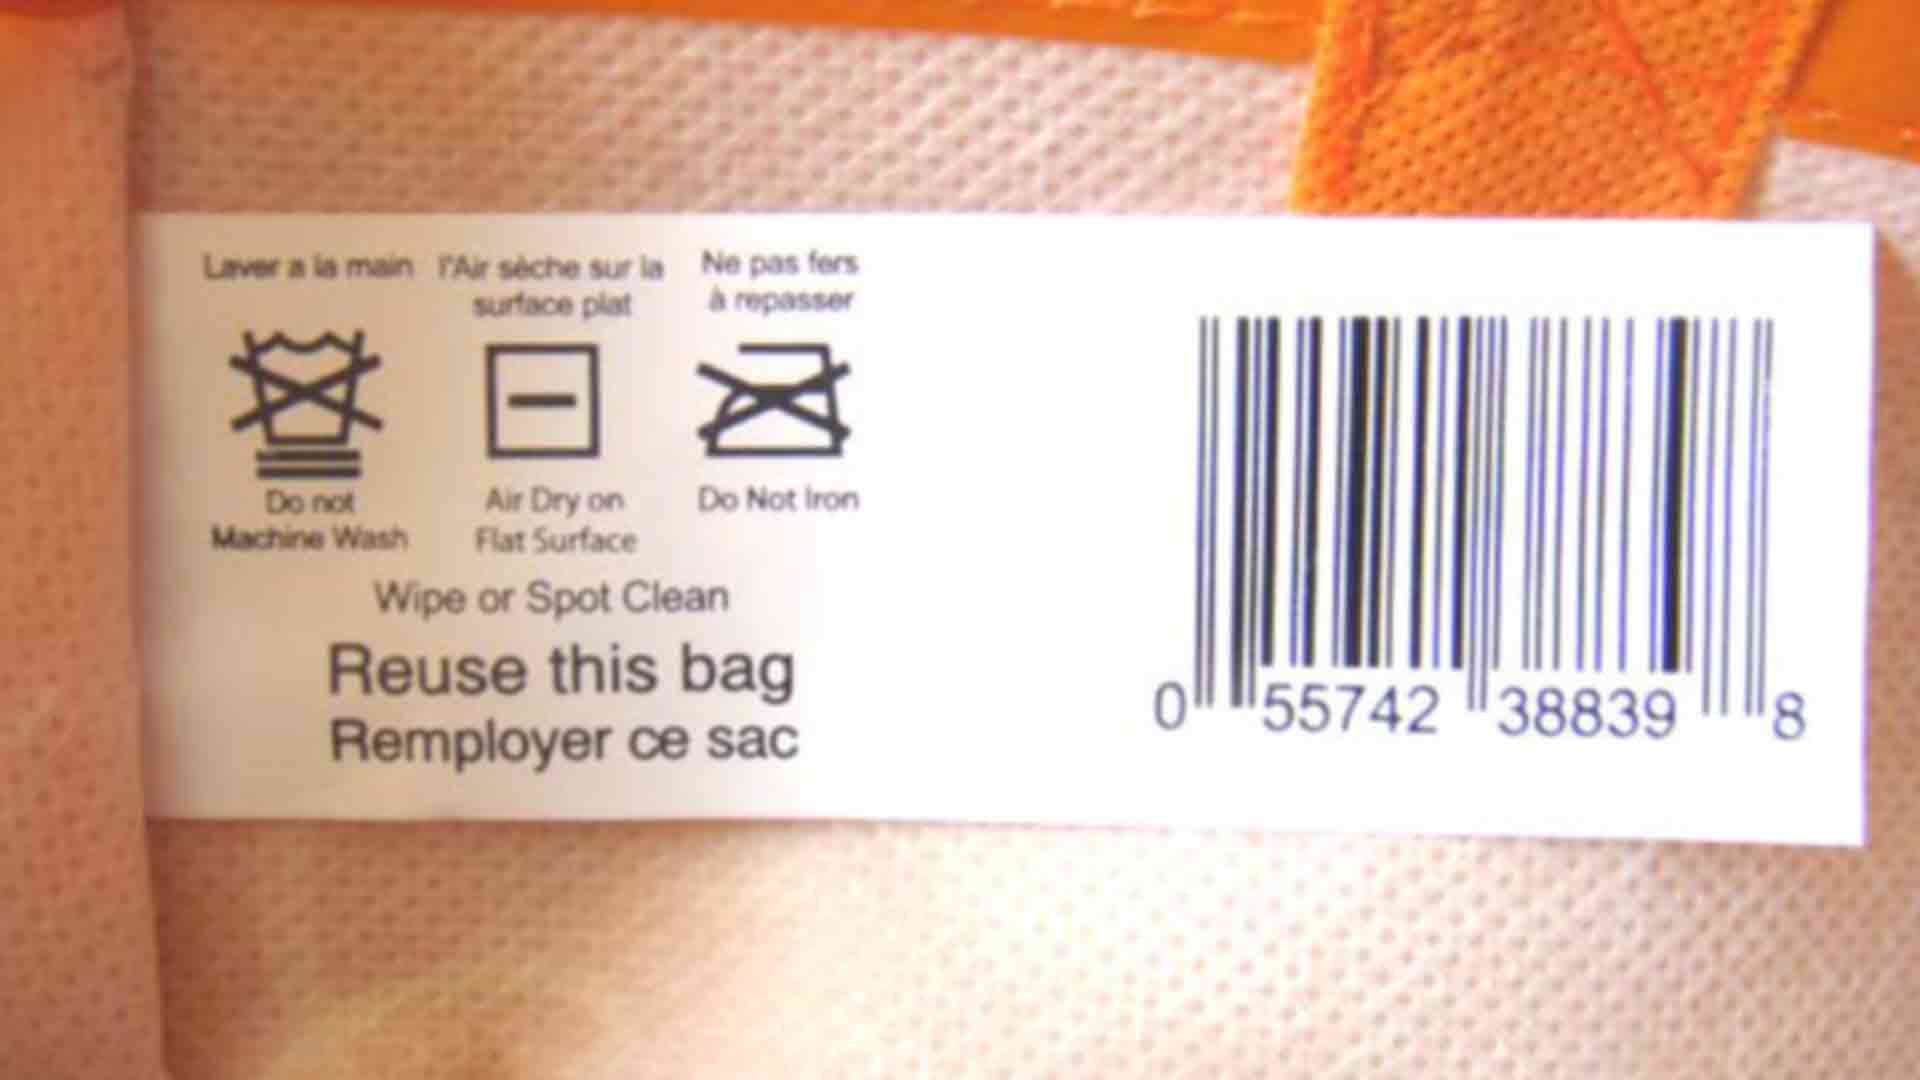 Laver a la main
l'Air sèche sur la
surface plat
Ne pas fers
à repasser
Do not
Machine Wash
Air Dry on
Flat Surface
Do Not Iron
Wipe or Spot Clean
Reuse this bag
Remployer ce sac
0 55742 38839 8